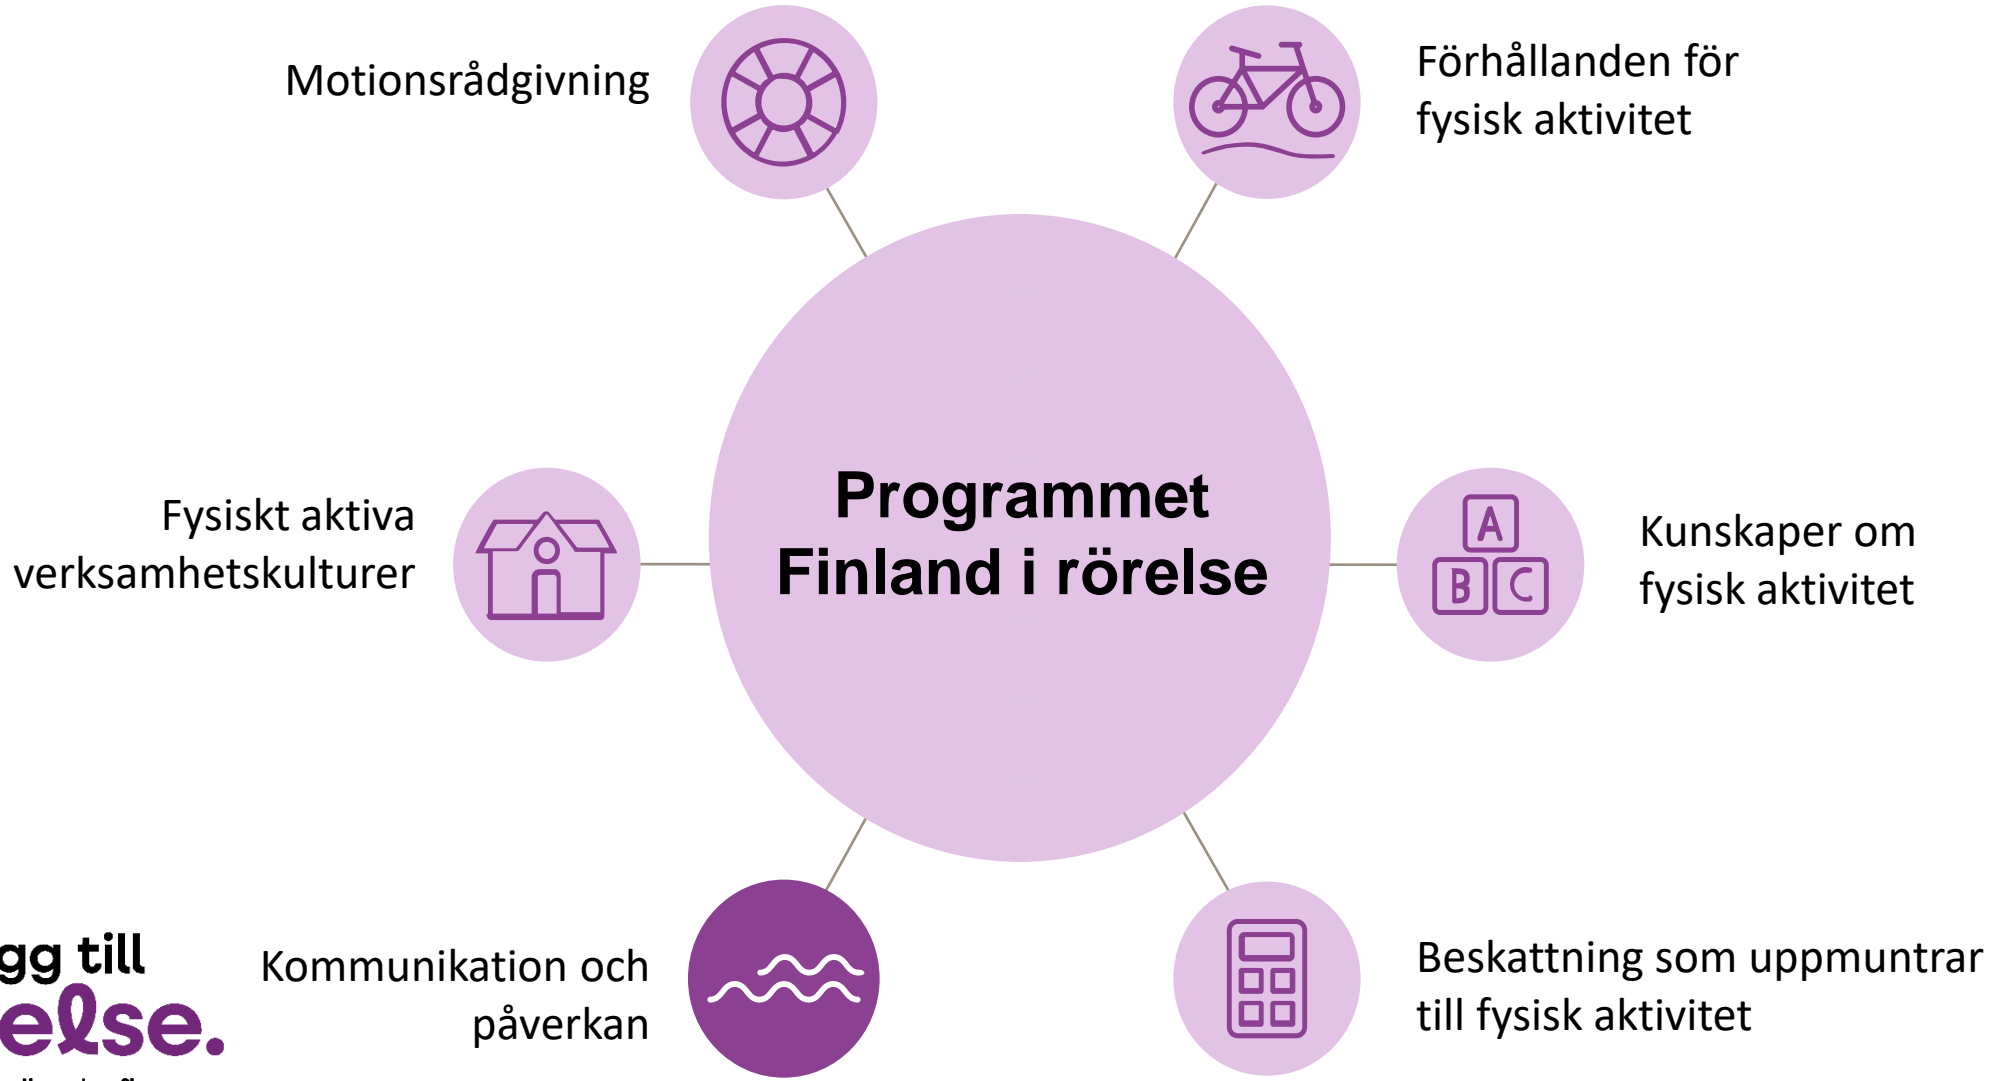 Motionsrådgivning
Förhållanden för
fysisk aktivitet
Programmet
Finland i rörelse
Fysiskt aktiva
verksamhetskulturer
A
B C
Kunskaper om
fysisk aktivitet
Kommunikation och
påverkan
Beskattning som uppmuntrar
till fysisk aktivitet
gg till
else.